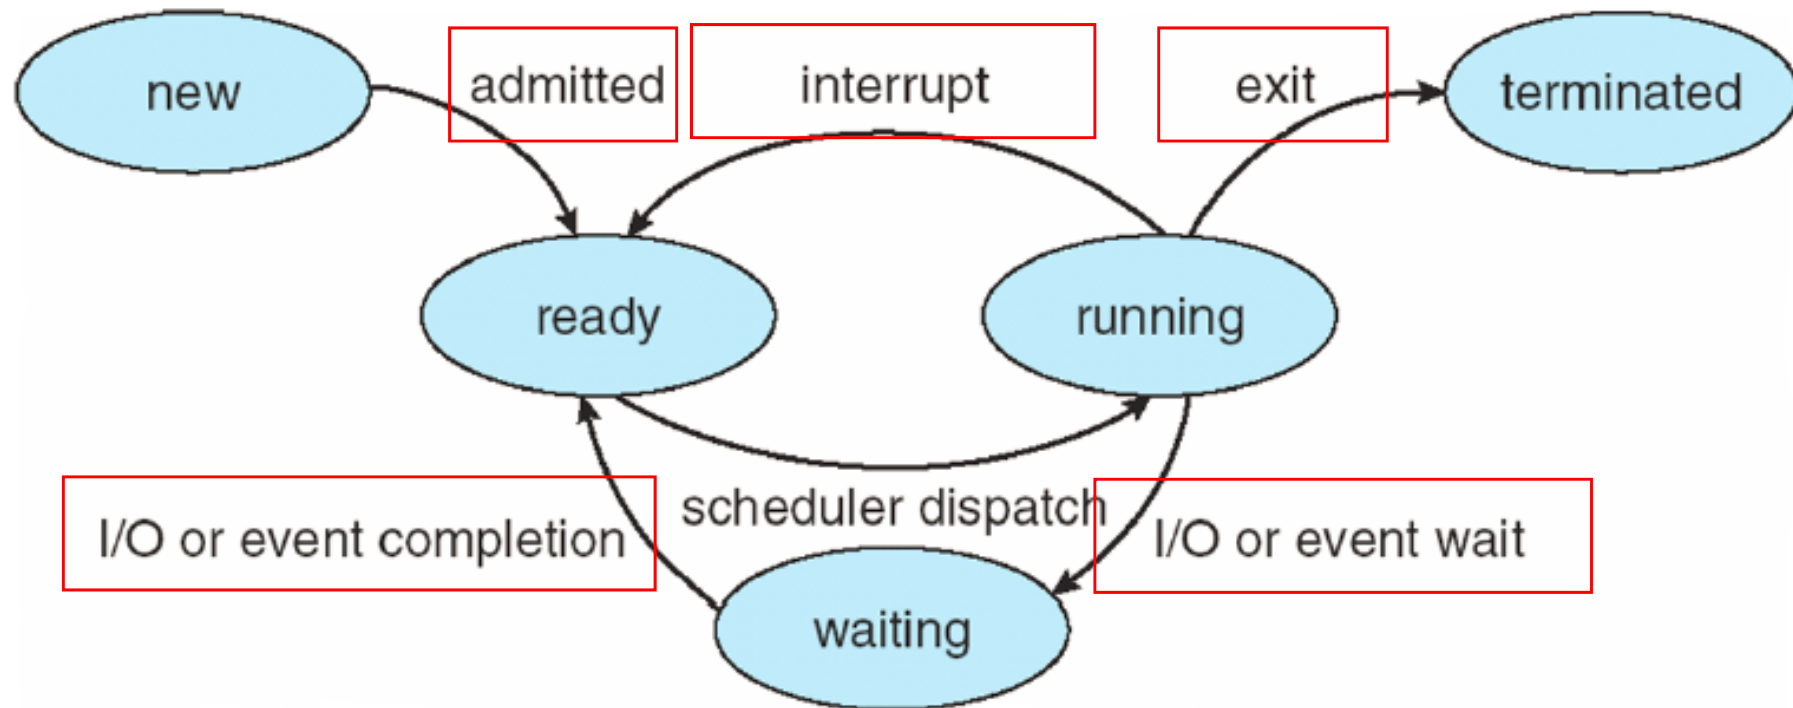 new
admitted
interrupt
exit
terminated
ready
running
I/O or event completion
scheduler dispatch
I/O or event wait
waiting